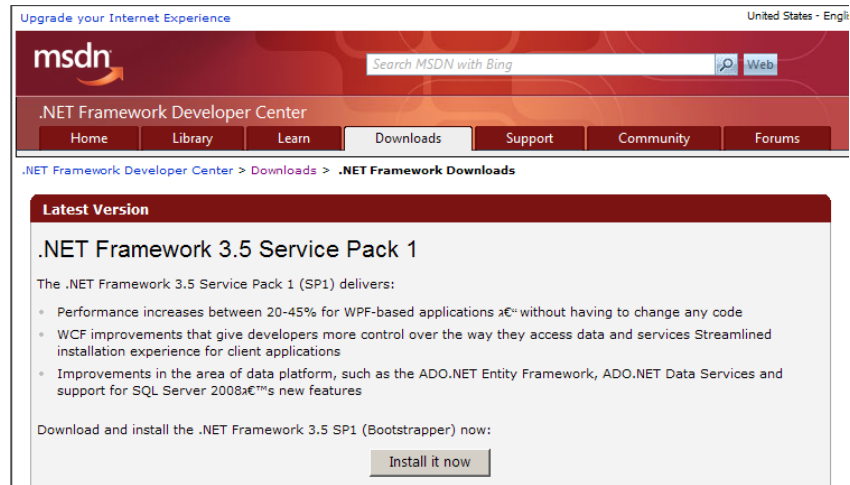 Upgrade your Internet Experience
United States - Engli
msdn
Search MSDN with Bing
Web
.NET Framework Developer Center
Home Library Learn Downloads Support Community Forums
.NET Framework Developer Center > Downloads > .NET Framework Downloads
Latest Version
.NET Framework 3.5 Service Pack 1
The .NET Framework 3.5 Service Pack 1 (SP1) delivers:
Performance increases between 20-45% for WPF-based applications ג€“ without having to change any code
WCF improvements that give developers more control over the way they access data and services Streamlined
installation experience for client applications
Improvements in the area of data platform, such as the ADO.NET Entity Framework, ADO.NET Data Services and
support for SQL Server 2008ג€™s new features
Download and install the .NET Framework 3.5 SP1 (Bootstrapper) now:
Install it now